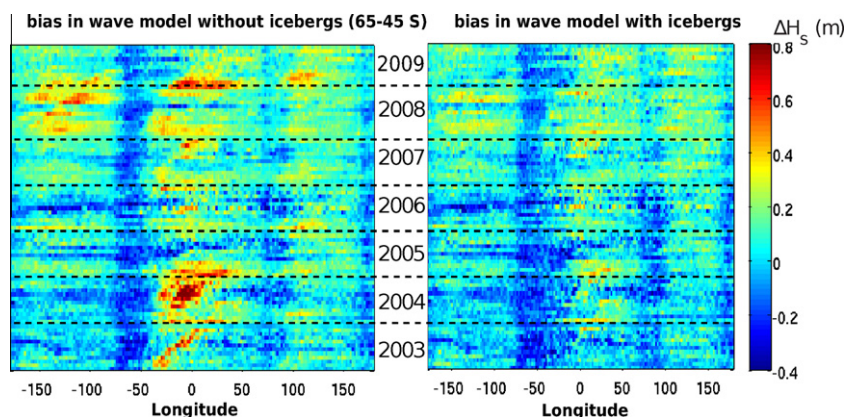 bias in wave model without icebergs (65-45 S)
bias in wave model with icebergs
ΔHs (m)
2009
2008
2007
2006
2005
2004
2003
0.8
0.6
0.4
0.2
0
-0.2
-0.4
-150 -100 -50 0 50 100 150
-150 -100 -50 0 50 100 150
Longitude
Longitude